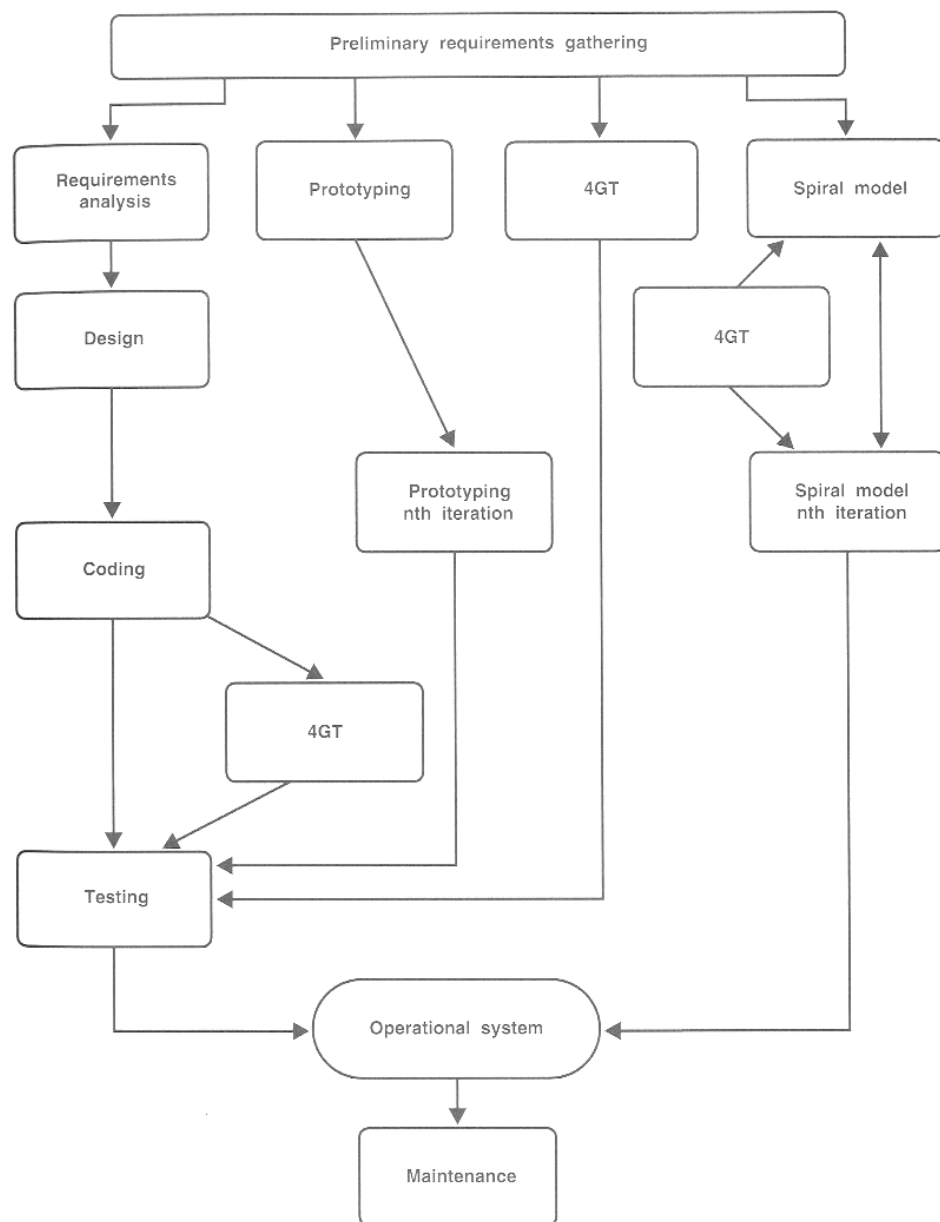 Preliminary requirements gathering
Requirements
analysis
Prototyping
4GT
Spiral model
Design
4GT
Prototyping
nth iteration
Spiral model
nth iteration
Coding
4GT
Testing
Operational system
Maintenance